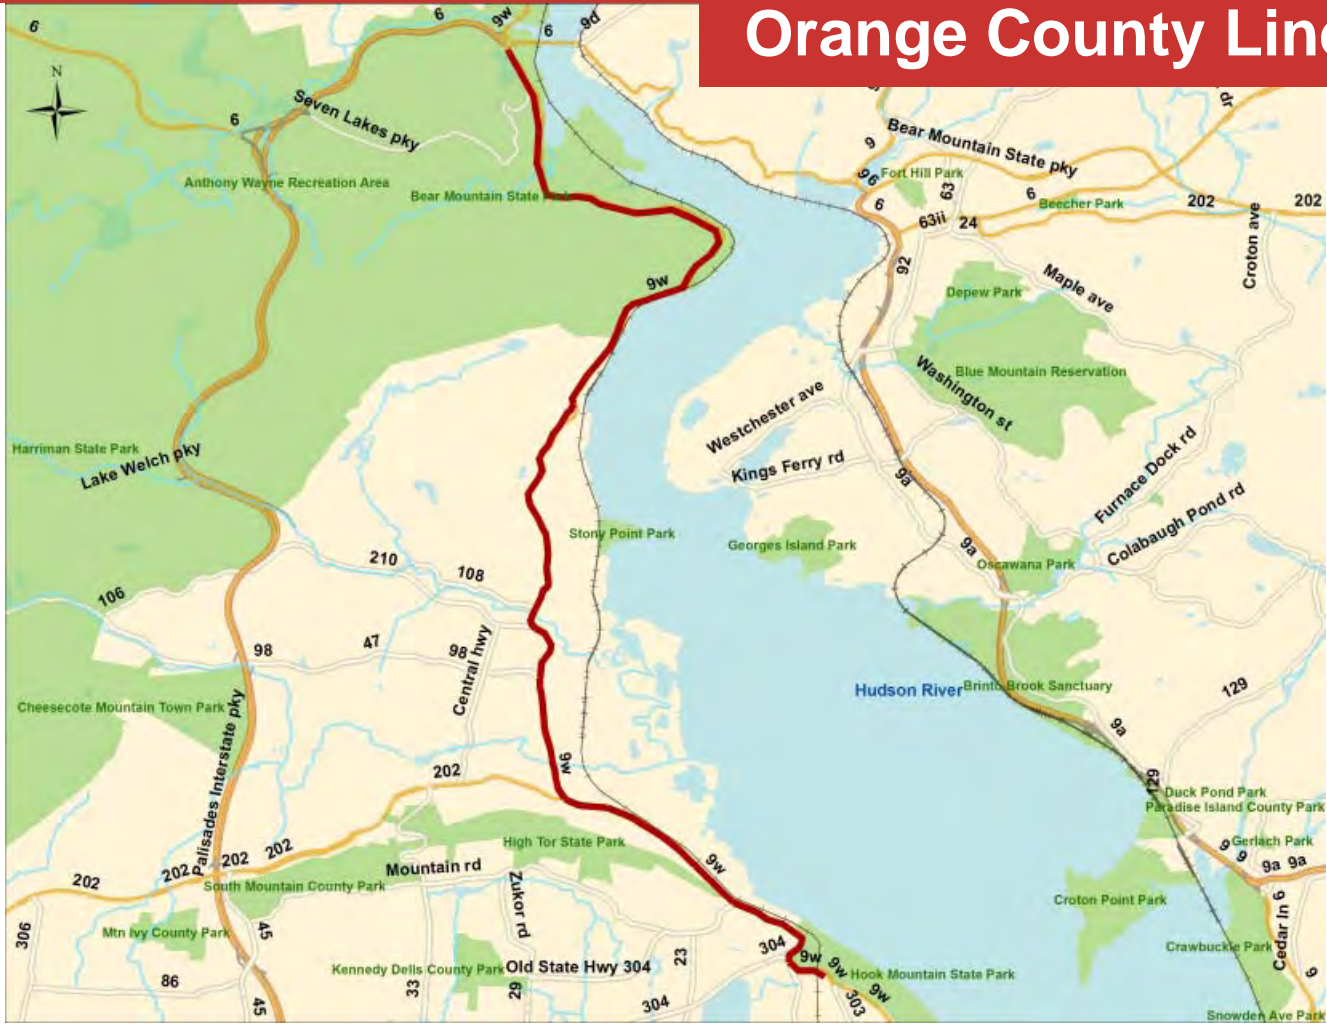 Orange County Line
6
6
9w
6
9d
N
Seven Lakes pky
6
9
Bear Mountain State pky
Anthony Wayne Recreation Area
Bear Mountain State Park
96
Fort Hill Park
63
6
6
Beecher Park
202
202
63ii
24
92
Croton ave
9w
Maple ave
Depew Park
Blue Mountain Reservation
Washington st
Westchester ave
Harriman State Park
Lake Welch pky
Kings Ferry rd
9a
Furnace Dock rd
Colabaugh Pond rd
Stony Point Park
Georges Island Park
9a
Oscawana Park
210
108
106
98
47
98
Central hwy
Hudson River
Brinto Brook Sanctuary
129
Cheesecote Mountain Town Park
Palisades Interstate pky
9a
9w
202
129
Duck Pond Park
Paradise Island County Park
High Tor State Park
9
Gerlach Park
9
9a
9a
202
202
202
202
9w
Mountain rd
South Mountain County Park
Zukor rd
Croton Point Park
Cedar ln
9
306
Mtn Ivy County Park
45
304
23
Crawbuckle Park
9w
9w
Kennedy Dells County Park
Old State Hwy 304
Hook Mountain State Park
86
33
29
9w
9
45
304
303
Snowden Ave Park